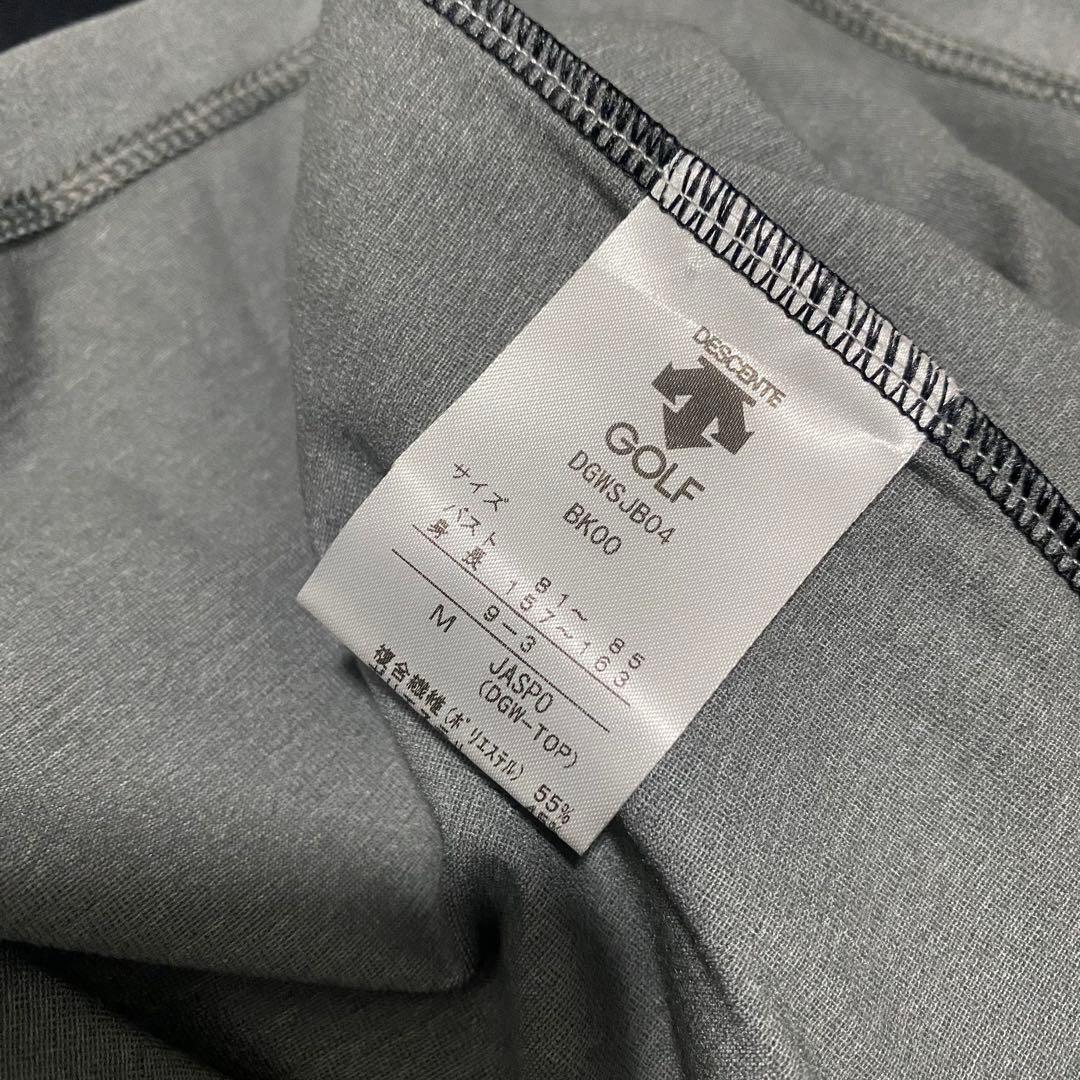 DESCENTE
GOLF
DGWSJB04
BK00
サイズ
バスト 81～ 85
身 長 157～163
9-3
M JASPO
(DGW-TOP)
複合繊維(ポリエステル) 55%